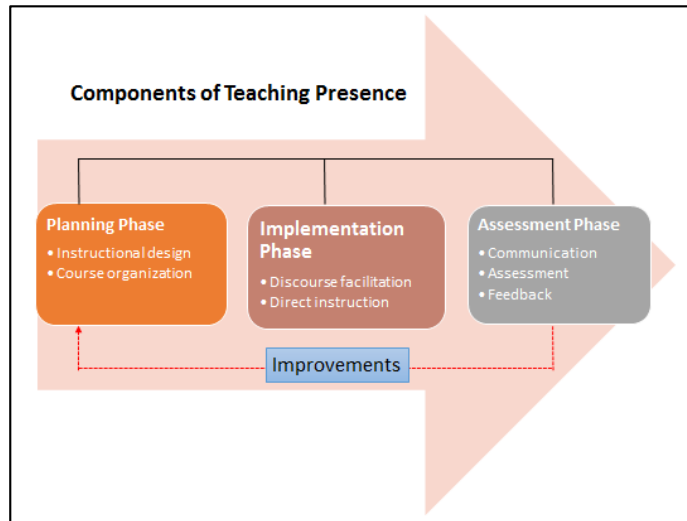 Components of Teaching Presence
Planning Phase
• Instructional design
• Course organization
Implementation
Phase
• Discourse facilitation
• Direct instruction
Assessment Phase
• Communication
• Assessment
• Feedback
Improvements